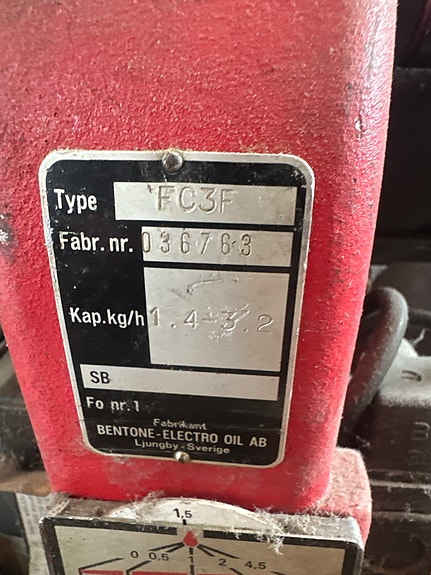 Type FC3F
Fabr. nr. 036763
Kap.kg/h 1.4-3.2
SB
Fo nr. 1
Fabrikant
BENTONE-ELECTRO OIL AB
Ljungby-Sverige
1,5
0 0.5 1 2 4.5